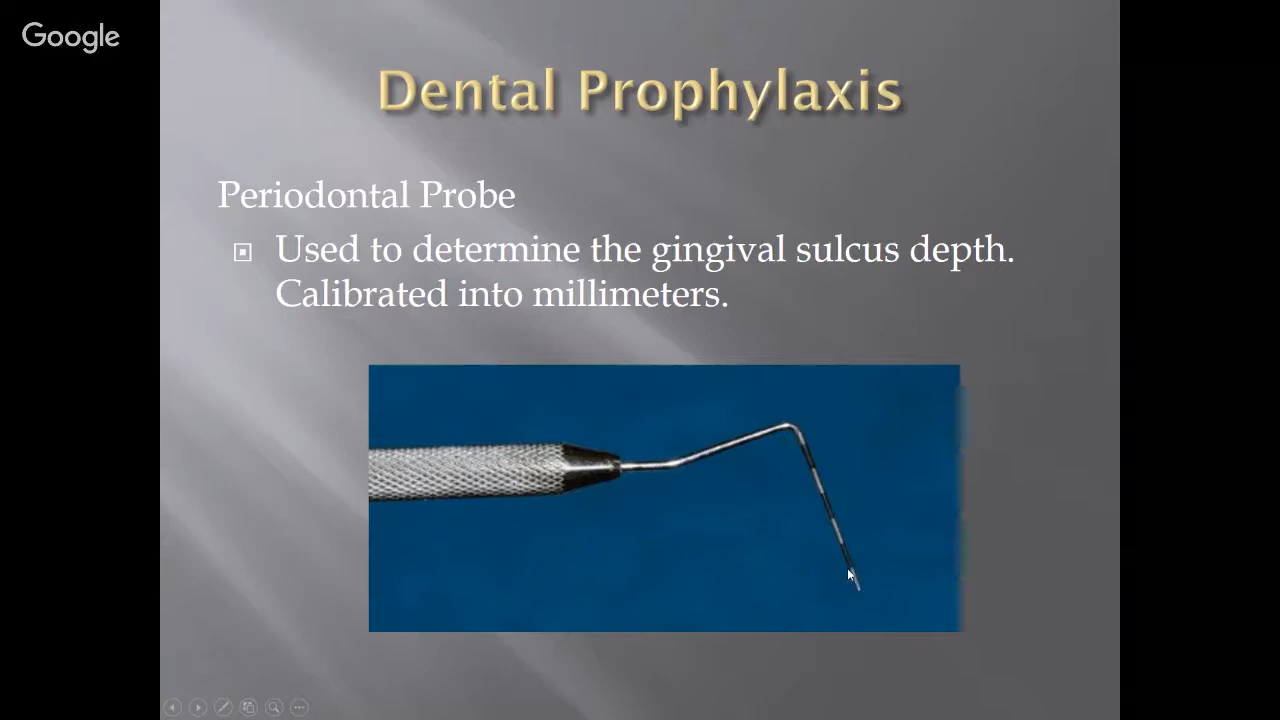 Google
Dental Prophylaxis
Periodontal Probe
Used to determine the gingival sulcus depth.
Calibrated into millimeters.